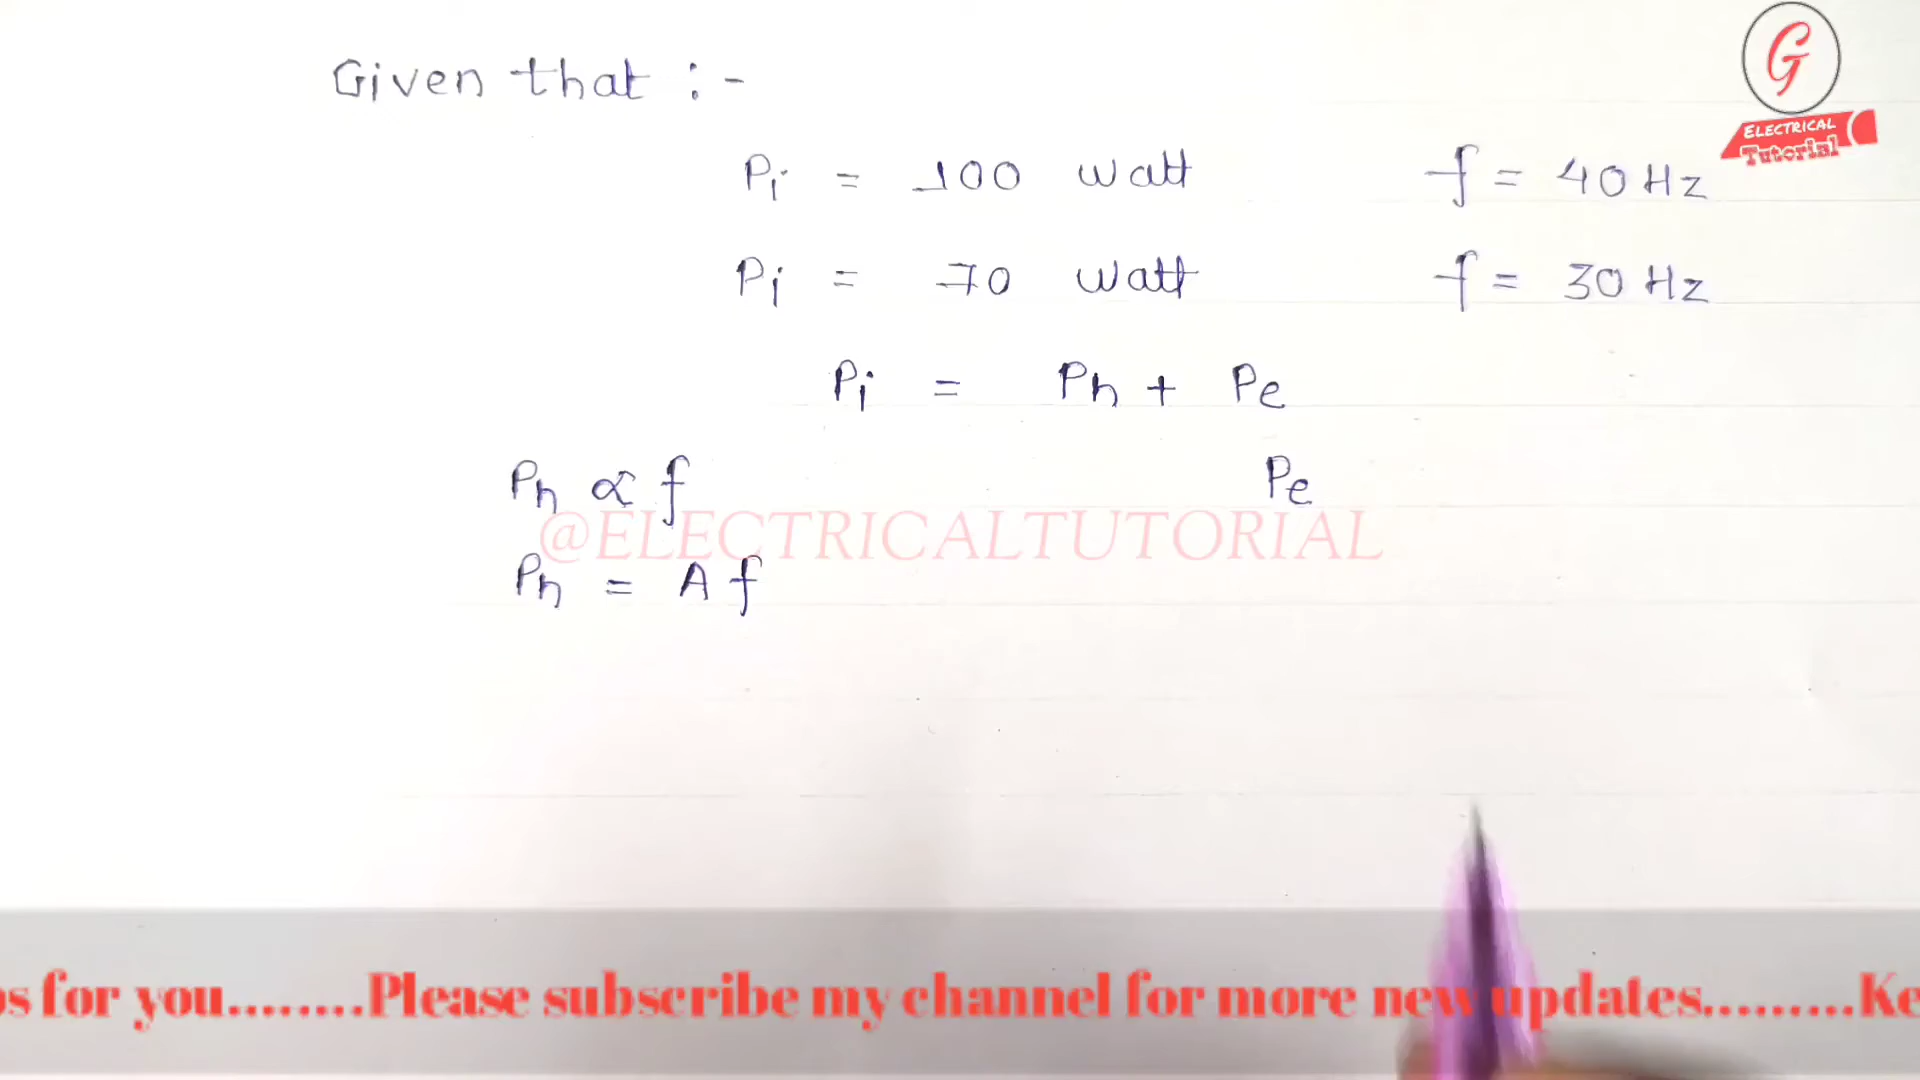 Given that :-
G
ELECTRICAL
Tutorial
Pi = 100 watt f = 40 Hz
Pi = 70 watt f = 30 Hz
Pi = Ph + Pe
Ph ∝ f Pe
@ELECTRICALTUTORIAL
Ph = A f
s for you........Please subscribe my channel for more new updates.........Ke